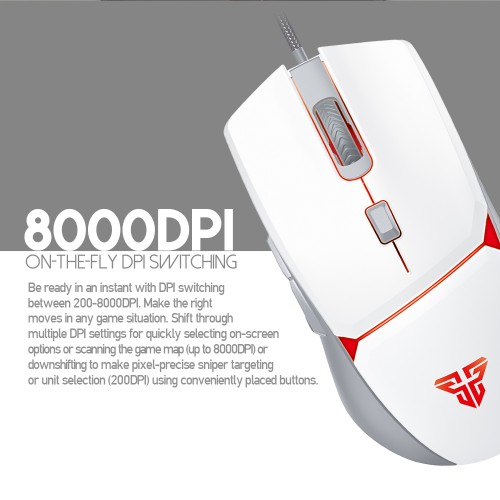 8000DPI
ON-THE-FLY DPI SWITCHING
Be ready in an instant with DPI switching
between 200-8000DPI. Make the right
moves in any game situation. Shift through
multiple DPI settings for quickly selecting on-screen
options or scanning the game map (up to 8000DPI) or
downshifting to make pixel-precise sniper targeting
or unit selection (200DPI) using conveniently placed buttons.